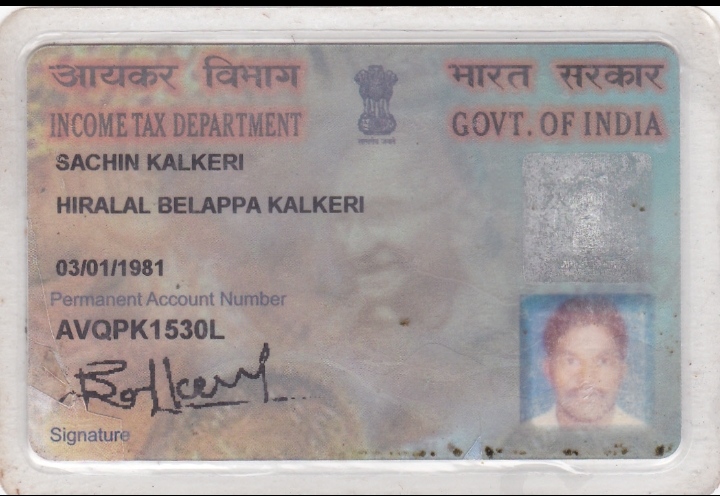 आयकर विभाग
INCOME TAX DEPARTMENT
भारत सरकार
GOVT. OF INDIA
SACHIN KALKERI
HIRALAL BELAPPA KALKERI
03/01/1981
Permanent Account Number
AVQPK1530L
Signature